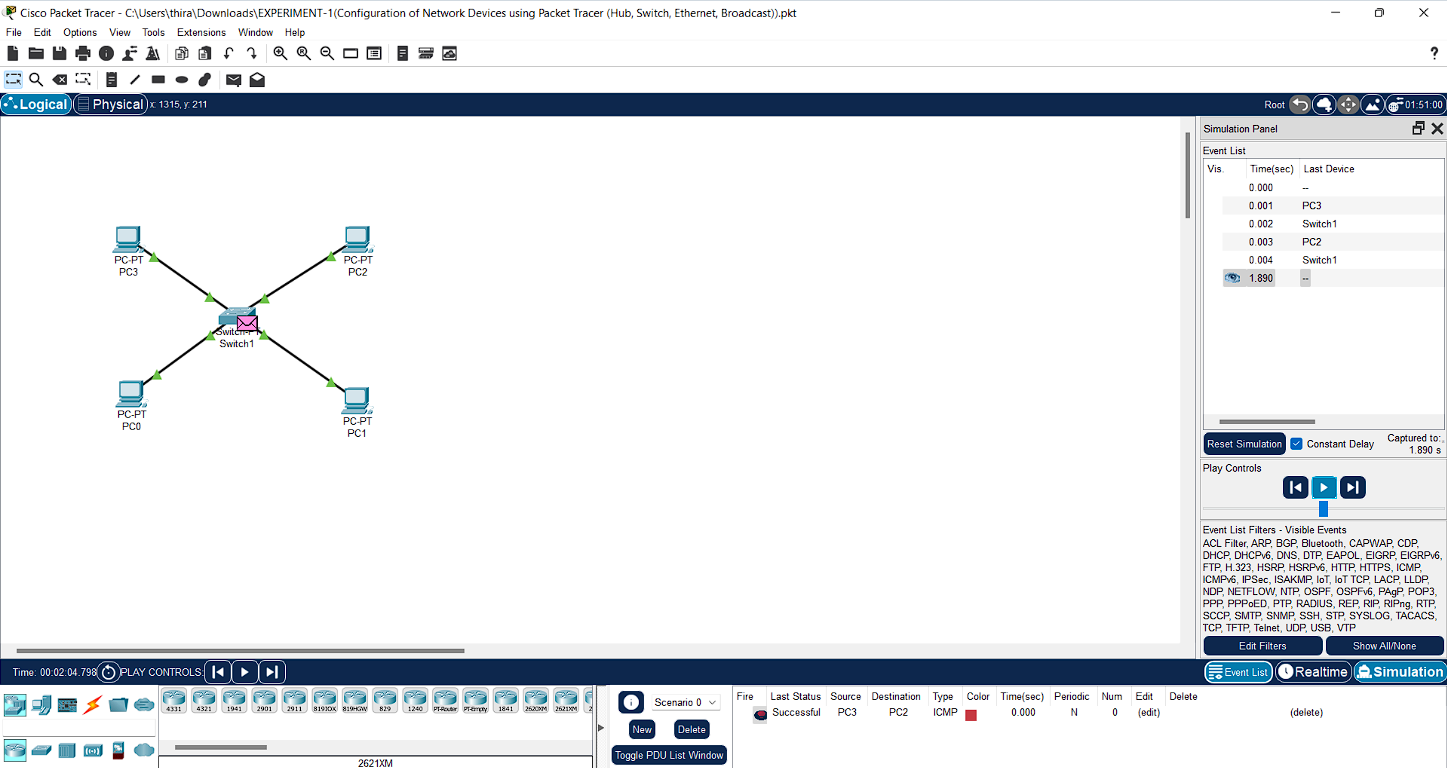 Cisco Packet Tracer - C:\Users\thira\Downloads\EXPERIMENT-1(Configuration of Network Devices using Packet Tracer (Hub, Switch, Ethernet, Broadcast)).pkt
File Edit Options View Tools Extensions Window Help
?
Logical Physical x: 1315, y: 211 Root 01:51:00
PC-PT
PC3
PC-PT
PC2
Switch-PT
Switch1
PC-PT
PC0
PC-PT
PC1
Simulation Panel
Event List
Vis. Time(sec) Last Device
0.000 --
0.001 PC3
0.002 Switch1
0.003 PC2
0.004 Switch1
1.890 --
Reset Simulation Constant Delay Captured to:
1.890 s
Play Controls
Event List Filters - Visible Events
ACL Filter, ARP, BGP, Bluetooth, CAPWAP, CDP,
DHCP, DHCPv6, DNS, DTP, EAPOL, EIGRP, EIGRPv6,
FTP, H.323, HSRP, HSRPv6, HTTP, HTTPS, ICMP,
ICMPv6, IPSec, ISAKMP, IoT, IoT TCP, LACP, LLDP,
NDP, NETFLOW, NTP, OSPF, OSPFv6, PAgP, POP3,
PPP, PPPoED, PTP, RADIUS, REP, RIP, RIPng, RTP,
SCCP, SMTP, SNMP, SSH, STP, SYSLOG, TACACS,
TCP, TFTP, Telnet, UDP, USB, VTP
Edit Filters Show All/None
Time: 00:02:04.798 PLAY CONTROLS: Event List Realtime Simulation
4331 4321 1941 2901 2911 819IOX 819HGW 829 1240 PT-Router PT-Empty 1841 2620XM 2621XM 2
2621XM
Scenario 0
New Delete
Toggle PDU List Window
Fire Last Status Source Destination Type Color Time(sec) Periodic Num Edit Delete
Successful PC3 PC2 ICMP 0.000 N 0 (edit) (delete)